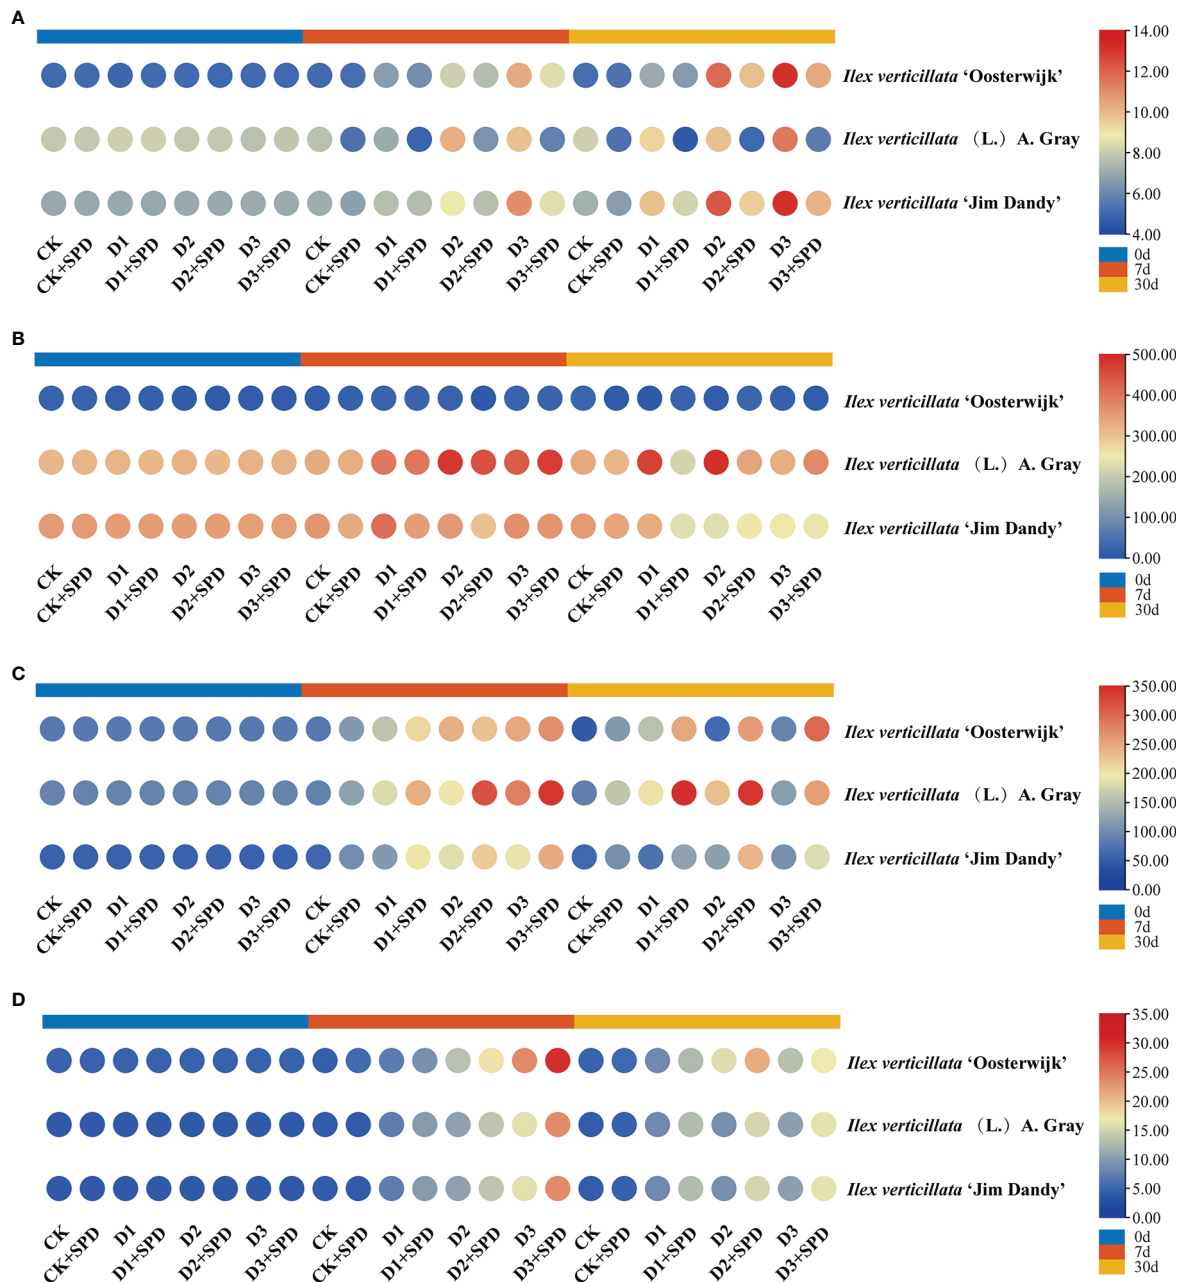 A
14.00
12.00
10.00
8.00
6.00
4.00
Ilex verticillata ‘Oosterwijk’
Ilex verticillata （L.）A. Gray
Ilex verticillata ‘Jim Dandy’
CK CK+SPD D1 D1+SPD D2 D2+SPD D3 D3+SPD CK CK+SPD D1 D1+SPD D2 D2+SPD D3 D3+SPD CK CK+SPD D1 D1+SPD D2 D2+SPD D3 D3+SPD
0d
7d
30d
B
500.00
400.00
300.00
200.00
100.00
0.00
Ilex verticillata ‘Oosterwijk’
Ilex verticillata （L.）A. Gray
Ilex verticillata ‘Jim Dandy’
CK CK+SPD D1 D1+SPD D2 D2+SPD D3 D3+SPD CK CK+SPD D1 D1+SPD D2 D2+SPD D3 D3+SPD CK CK+SPD D1 D1+SPD D2 D2+SPD D3 D3+SPD
0d
7d
30d
C
350.00
300.00
250.00
200.00
150.00
100.00
50.00
0.00
Ilex verticillata ‘Oosterwijk’
Ilex verticillata （L.）A. Gray
Ilex verticillata ‘Jim Dandy’
CK CK+SPD D1 D1+SPD D2 D2+SPD D3 D3+SPD CK CK+SPD D1 D1+SPD D2 D2+SPD D3 D3+SPD CK CK+SPD D1 D1+SPD D2 D2+SPD D3 D3+SPD
0d
7d
30d
D
35.00
30.00
25.00
20.00
15.00
10.00
5.00
0.00
Ilex verticillata ‘Oosterwijk’
Ilex verticillata （L.）A. Gray
Ilex verticillata ‘Jim Dandy’
CK CK+SPD D1 D1+SPD D2 D2+SPD D3 D3+SPD CK CK+SPD D1 D1+SPD D2 D2+SPD D3 D3+SPD CK CK+SPD D1 D1+SPD D2 D2+SPD D3 D3+SPD
0d
7d
30d